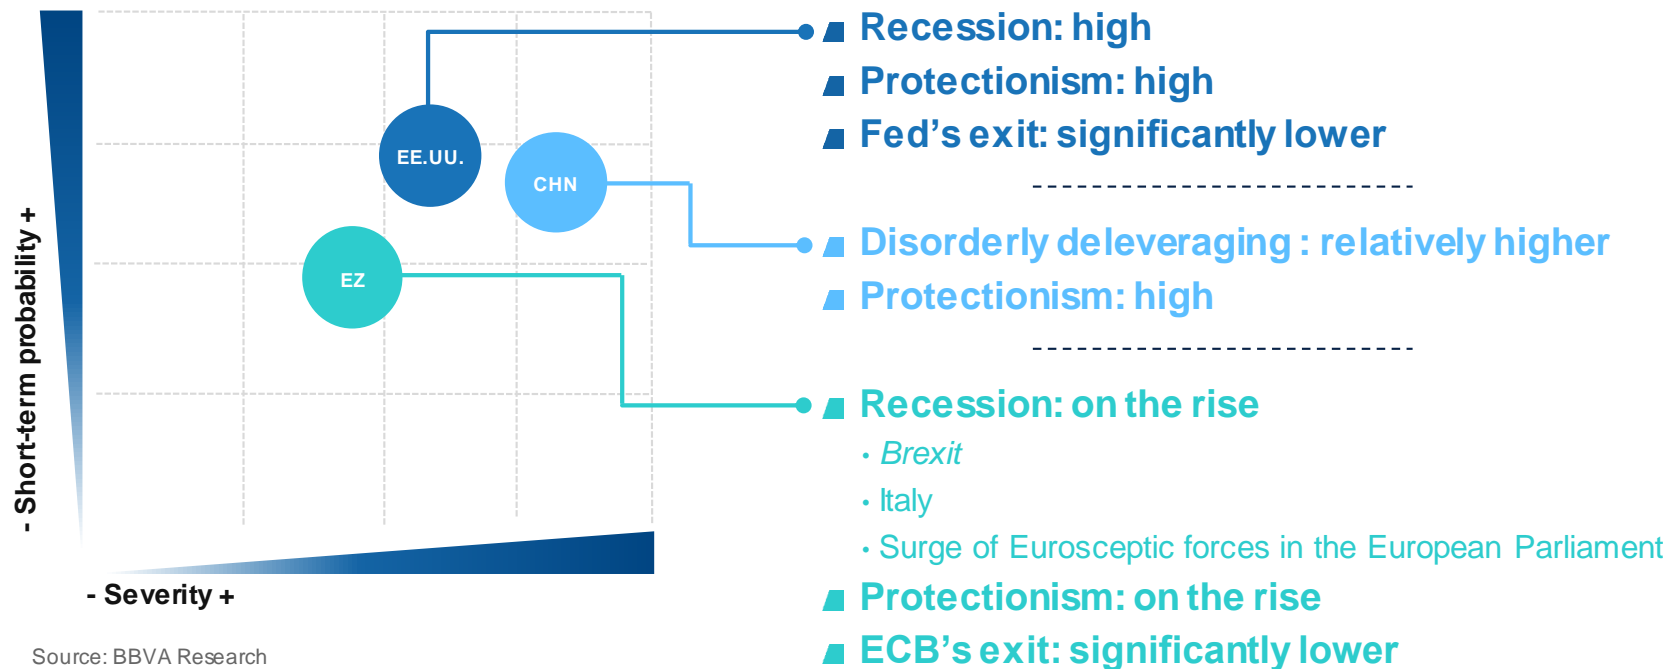 Recession: high
Protectionism: high
Fed’s exit: significantly lower
EE.UU.
CHN
Disorderly deleveraging : relatively higher
Protectionism: high
EZ
Recession: on the rise
· Brexit
· Italy
· Surge of Eurosceptic forces in the European Parliament
Protectionism: on the rise
ECB’s exit: significantly lower
- Short-term probability +
- Severity +
Source: BBVA Research